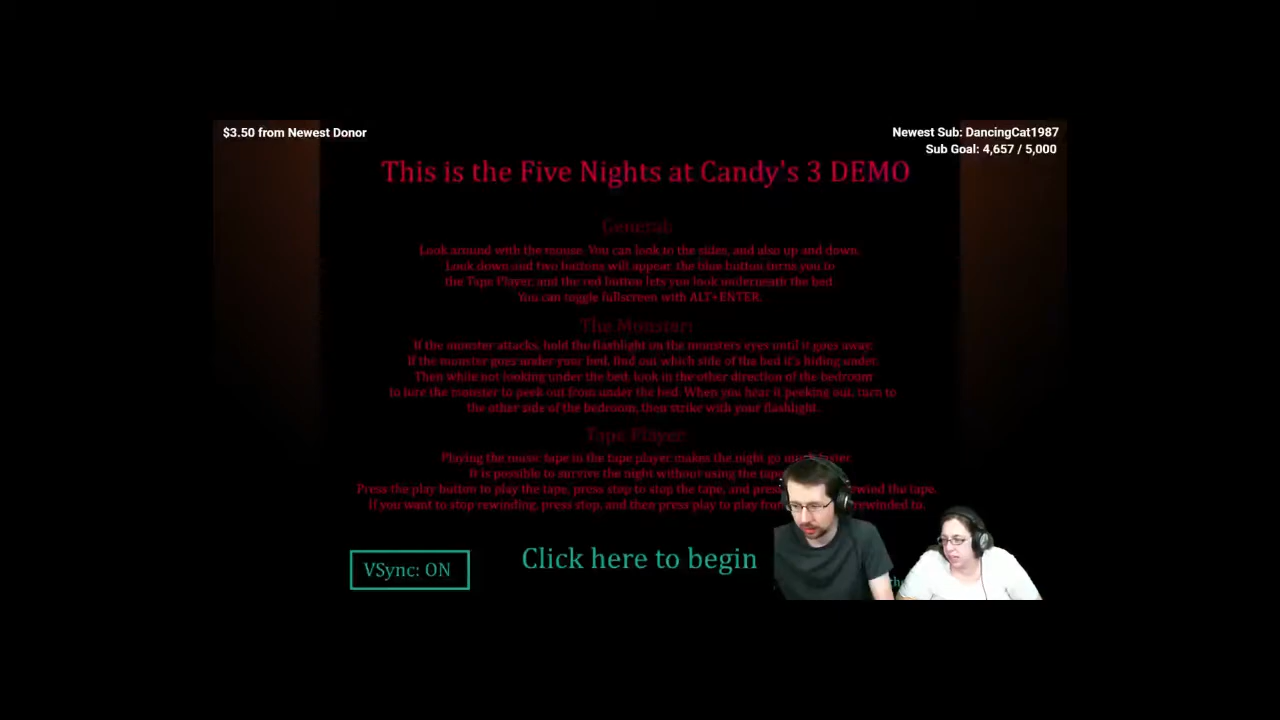 $3.50 from Newest Donor
Newest Sub: DancingCat1987
Sub Goal: 4,657 / 5,000
This is the Five Nights at Candy's 3 DEMO
General:
Look around with the mouse. You can look to the sides, and also up and down.
Look down and two buttons will appear the blue button turns you to
the Tape Player, and the red button lets you look underneath the bed.
You can toggle fullscreen with ALT+ENTER.
The Monster:
If the monster attacks, hold the flashlight on the monsters eyes until it goes away.
If the monster goes under your bed, find out which side of the bed it's hiding under.
Then while not looking under the bed, look in the other direction of the bedroom
to lure the monster to peek out from under the bed. When you hear it peeking out, turn to
the other side of the bedroom, then strike with your flashlight.
Tape Player:
Playing the music tape in the tape player makes the night go much faster.
It is possible to survive the night without using the tape
Press the play button to play the tape, press stop to stop the tape, and press rewind the tape.
If you want to stop rewinding, press stop, and then press play to play rewinded to.
VSync: ON
Click here to begin